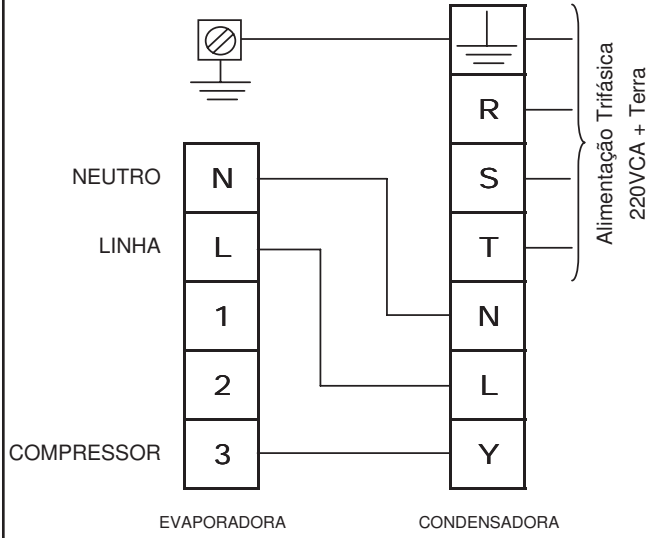 R
S
T
N
L
Y
Alimentação Trifásica
220VCA + Terra
NEUTRO
N
LINHA
L
1
2
COMPRESSOR
3
EVAPORADORA
CONDENSADORA